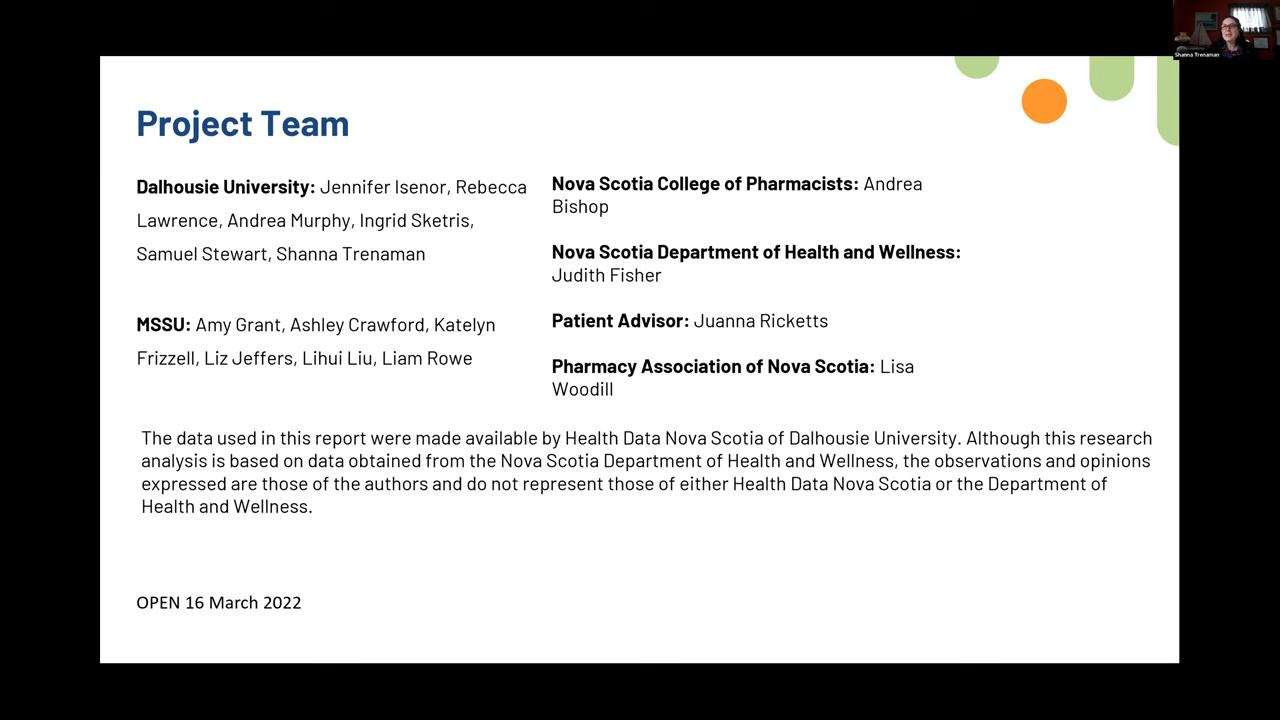 Shanna Trenaman
Project Team
Dalhousie University: Jennifer Isenor, Rebecca
Lawrence, Andrea Murphy, Ingrid Sketris,
Samuel Stewart, Shanna Trenaman
MSSU: Amy Grant, Ashley Crawford, Katelyn
Frizzell, Liz Jeffers, Lihui Liu, Liam Rowe
Nova Scotia College of Pharmacists: Andrea
Bishop
Nova Scotia Department of Health and Wellness:
Judith Fisher
Patient Advisor: Juanna Ricketts
Pharmacy Association of Nova Scotia: Lisa
Woodill
The data used in this report were made available by Health Data Nova Scotia of Dalhousie University. Although this research
analysis is based on data obtained from the Nova Scotia Department of Health and Wellness, the observations and opinions
expressed are those of the authors and do not represent those of either Health Data Nova Scotia or the Department of
Health and Wellness.
OPEN 16 March 2022